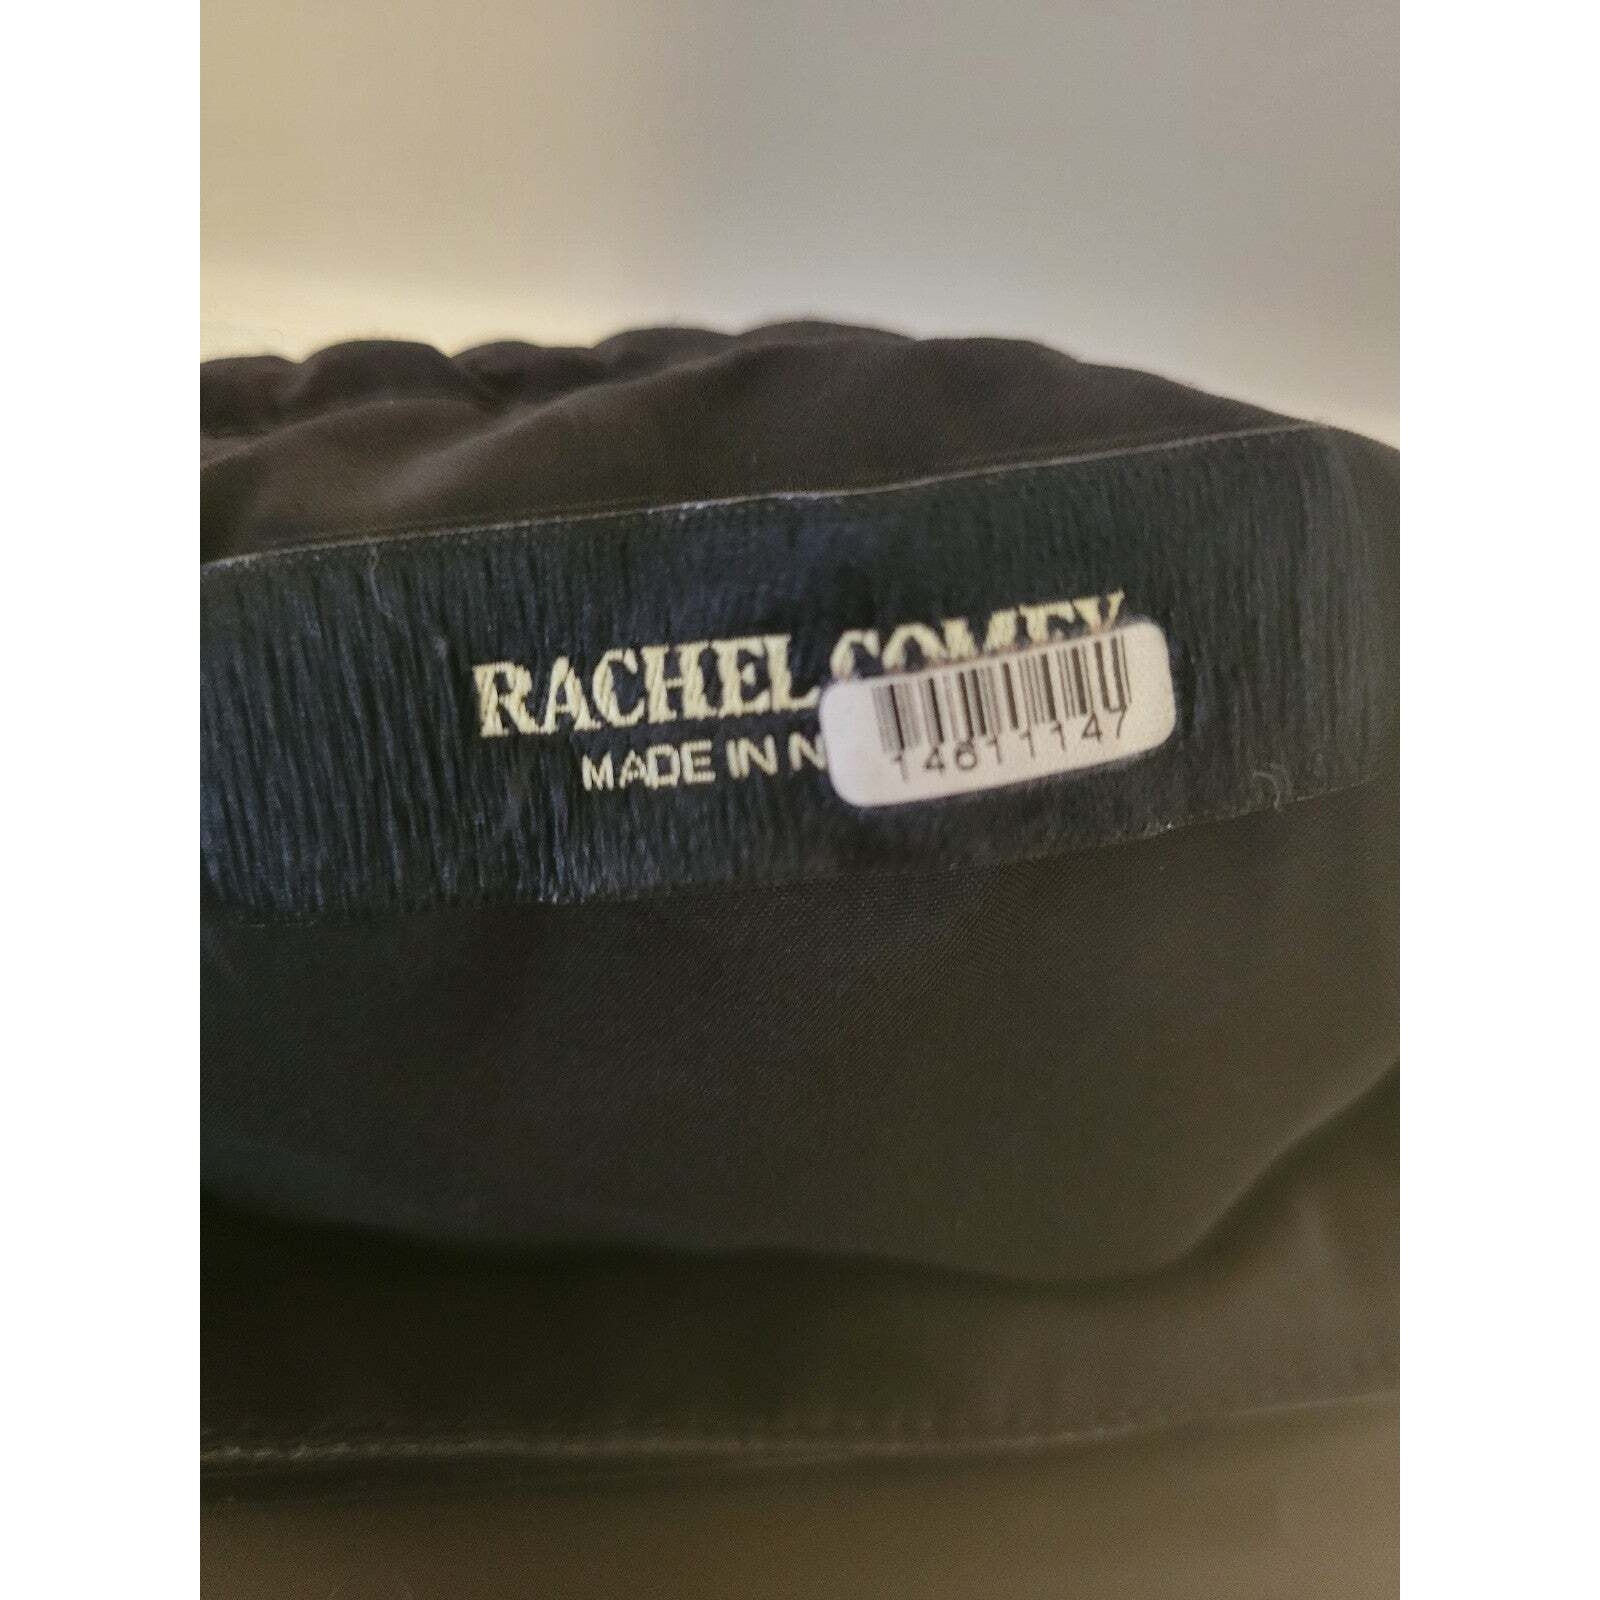 RACHEL COMEY
MADE IN N
14611147